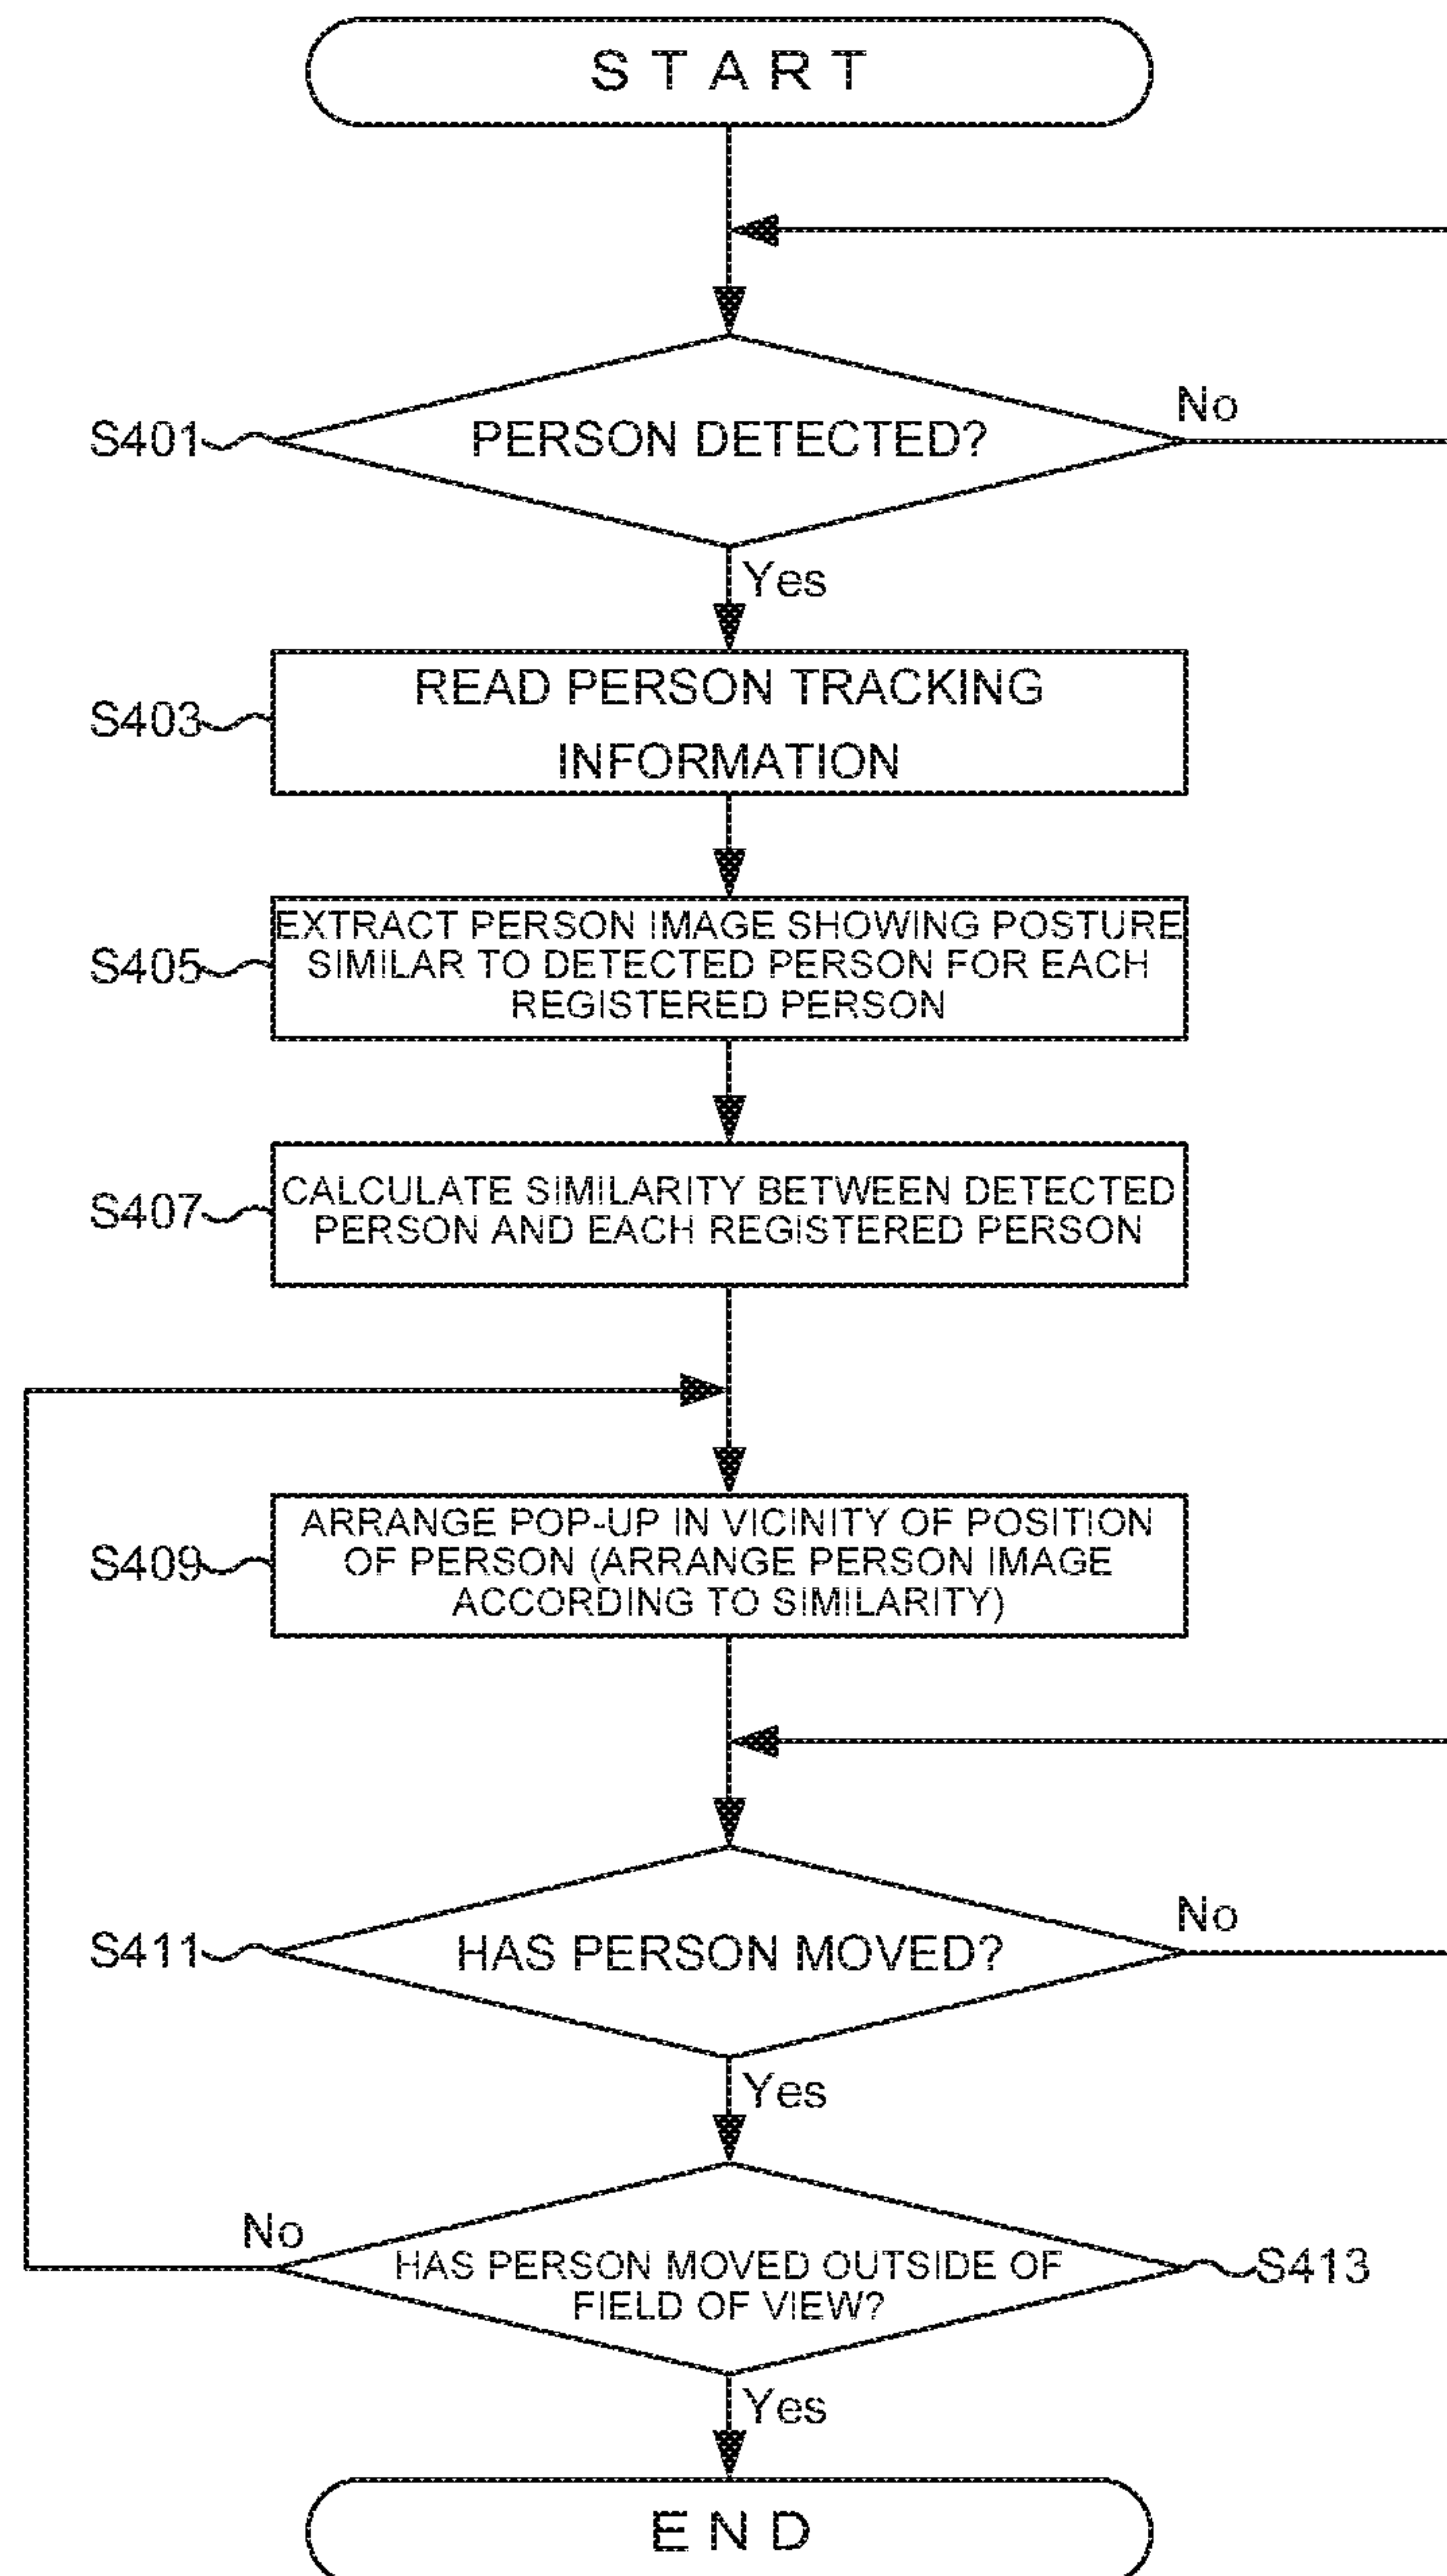 START
S401
PERSON DETECTED?
No
Yes
S403
READ PERSON TRACKING
INFORMATION
S405
EXTRACT PERSON IMAGE SHOWING POSTURE
SIMILAR TO DETECTED PERSON FOR EACH
REGISTERED PERSON
S407
CALCULATE SIMILARITY BETWEEN DETECTED
PERSON AND EACH REGISTERED PERSON
S409
ARRANGE POP-UP IN VICINITY OF POSITION
OF PERSON (ARRANGE PERSON IMAGE
ACCORDING TO SIMILARITY)
S411
HAS PERSON MOVED?
No
Yes
No
HAS PERSON MOVED OUTSIDE OF
FIELD OF VIEW?
S413
Yes
END